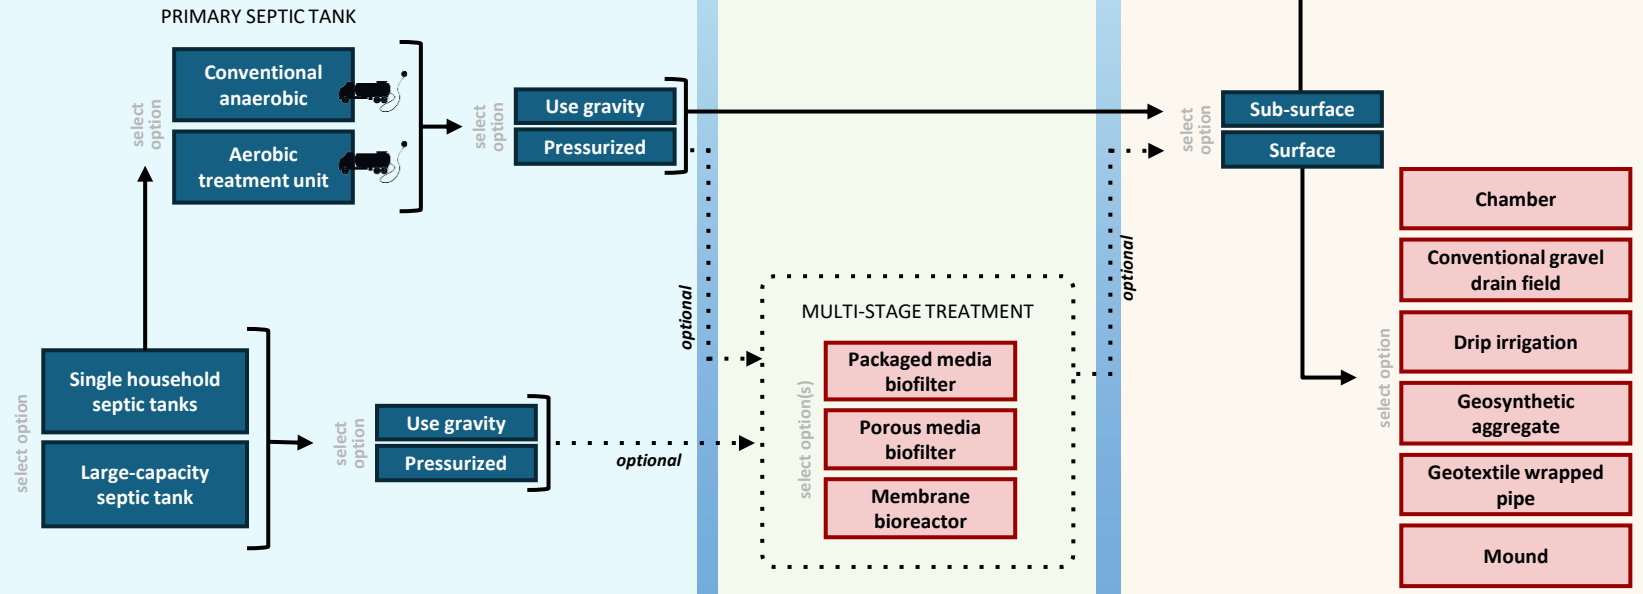 PRIMARY SEPTIC TANK
select
option
Conventional
anaerobic
Aerobic
treatment unit
select
option
Use gravity
Pressurized
optional
select option
Single household
septic tanks
Large-capacity
septic tank
select
option
Use gravity
Pressurized
optional
MULTI-STAGE TREATMENT
select option(s)
Packaged media
biofilter
Porous media
biofilter
Membrane
bioreactor
optional
select
option
Sub-surface
Surface
select option
Chamber
Conventional gravel
drain field
Drip irrigation
Geosynthetic
aggregate
Geotextile wrapped
pipe
Mound